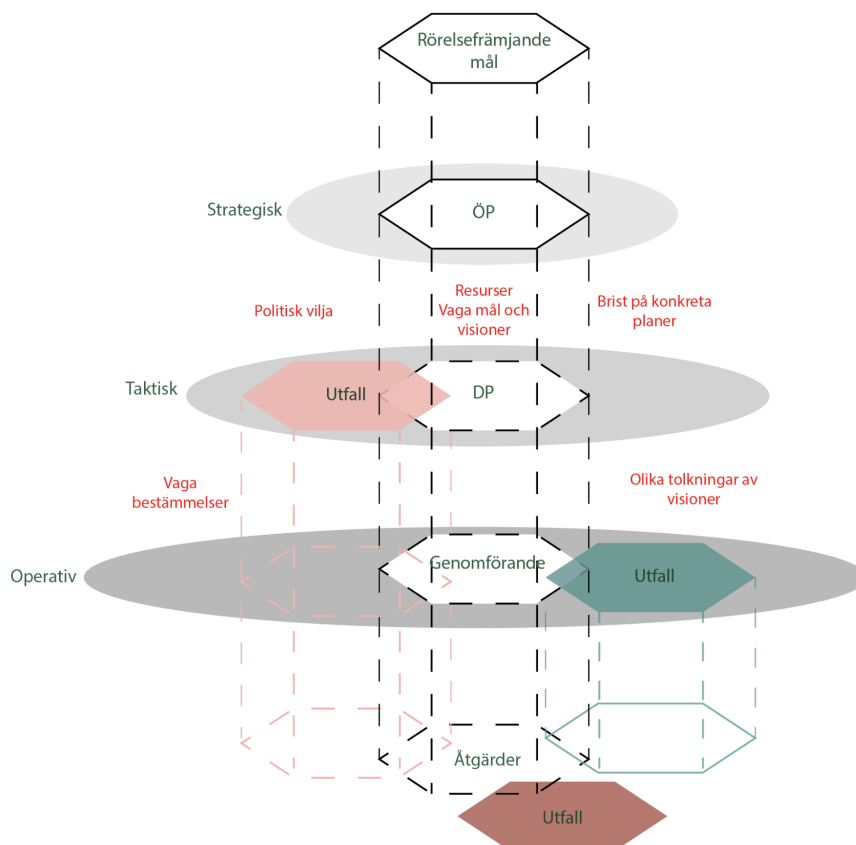 Rörelsefrämjande
mål
Strategisk
ÖP
Politisk vilja
Resurser
Vaga mål och
visioner
Brist på konkreta
planer
Taktisk
Utfall
DP
Vaga
bestämmelser
Olika tolkningar av
visioner
Operativ
Genomförande
Utfall
Åtgärder
Utfall